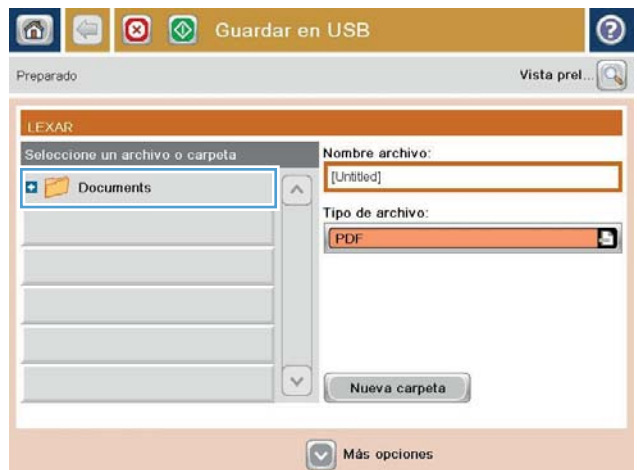 Guardar en USB
Preparado
Vista prel...
LEXAR
Seleccione un archivo o carpeta
Documents
Nombre archivo:
[Untitled]
Tipo de archivo:
PDF
Nueva carpeta
Más opciones